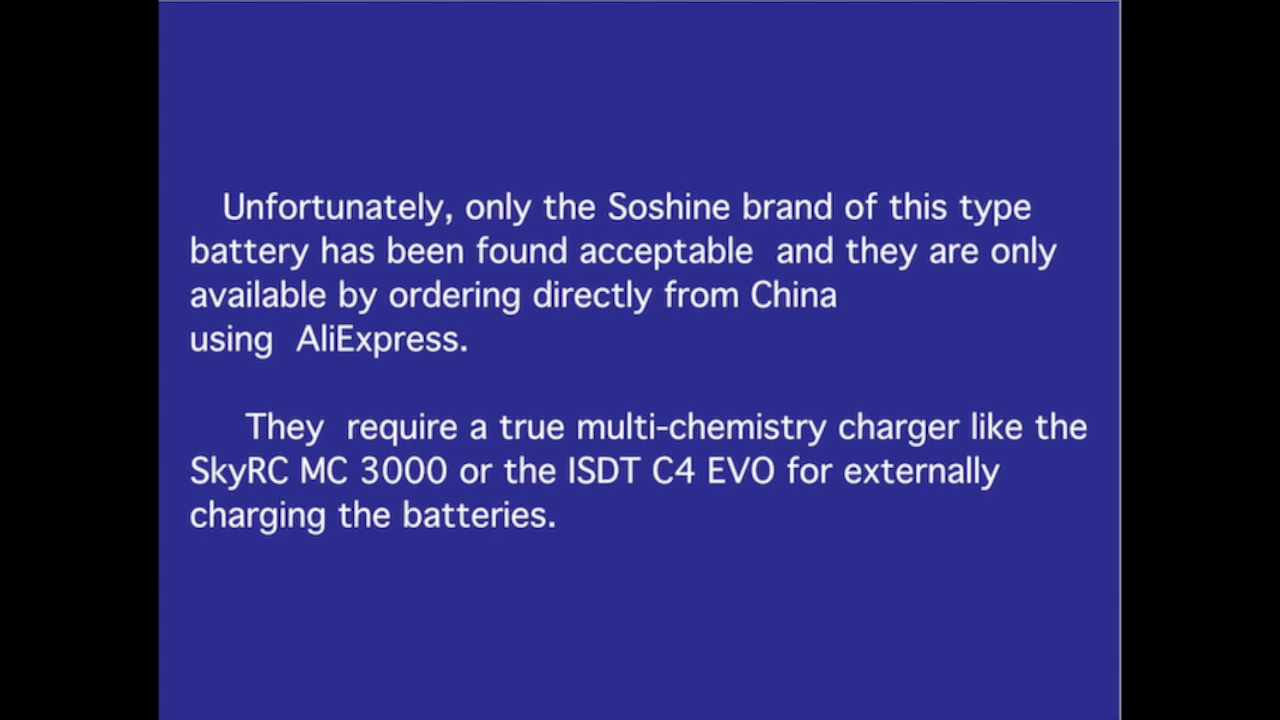 Unfortunately, only the Soshine brand of this type
battery has been found acceptable  and they are only
available by ordering directly from China
using  AliExpress.
They  require a true multi-chemistry charger like the
SkyRC MC 3000 or the ISDT C4 EVO for externally
charging the batteries.